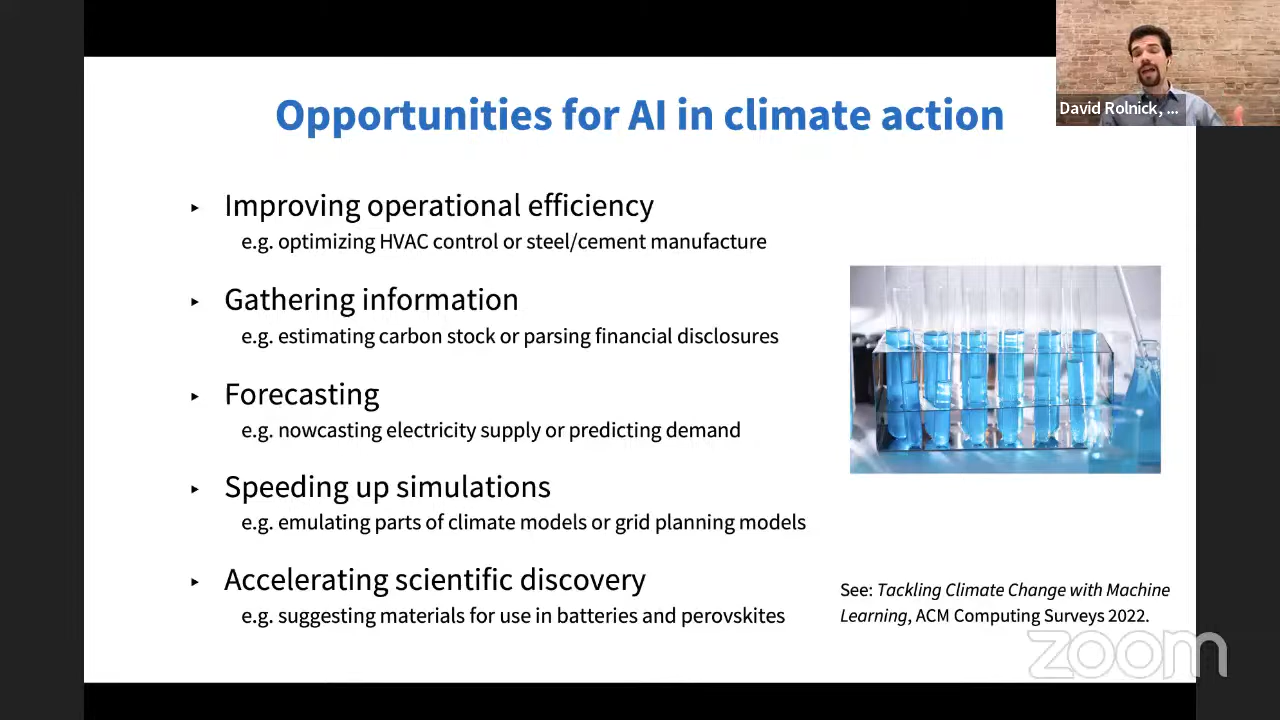 Opportunities for AI in climate action
David Rolnick, ...
▸ Improving operational efficiency
e.g. optimizing HVAC control or steel/cement manufacture
▸ Gathering information
e.g. estimating carbon stock or parsing financial disclosures
▸ Forecasting
e.g. nowcasting electricity supply or predicting demand
▸ Speeding up simulations
e.g. emulating parts of climate models or grid planning models
▸ Accelerating scientific discovery
e.g. suggesting materials for use in batteries and perovskites
See: Tackling Climate Change with Machine
Learning, ACM Computing Surveys 2022.
zoom